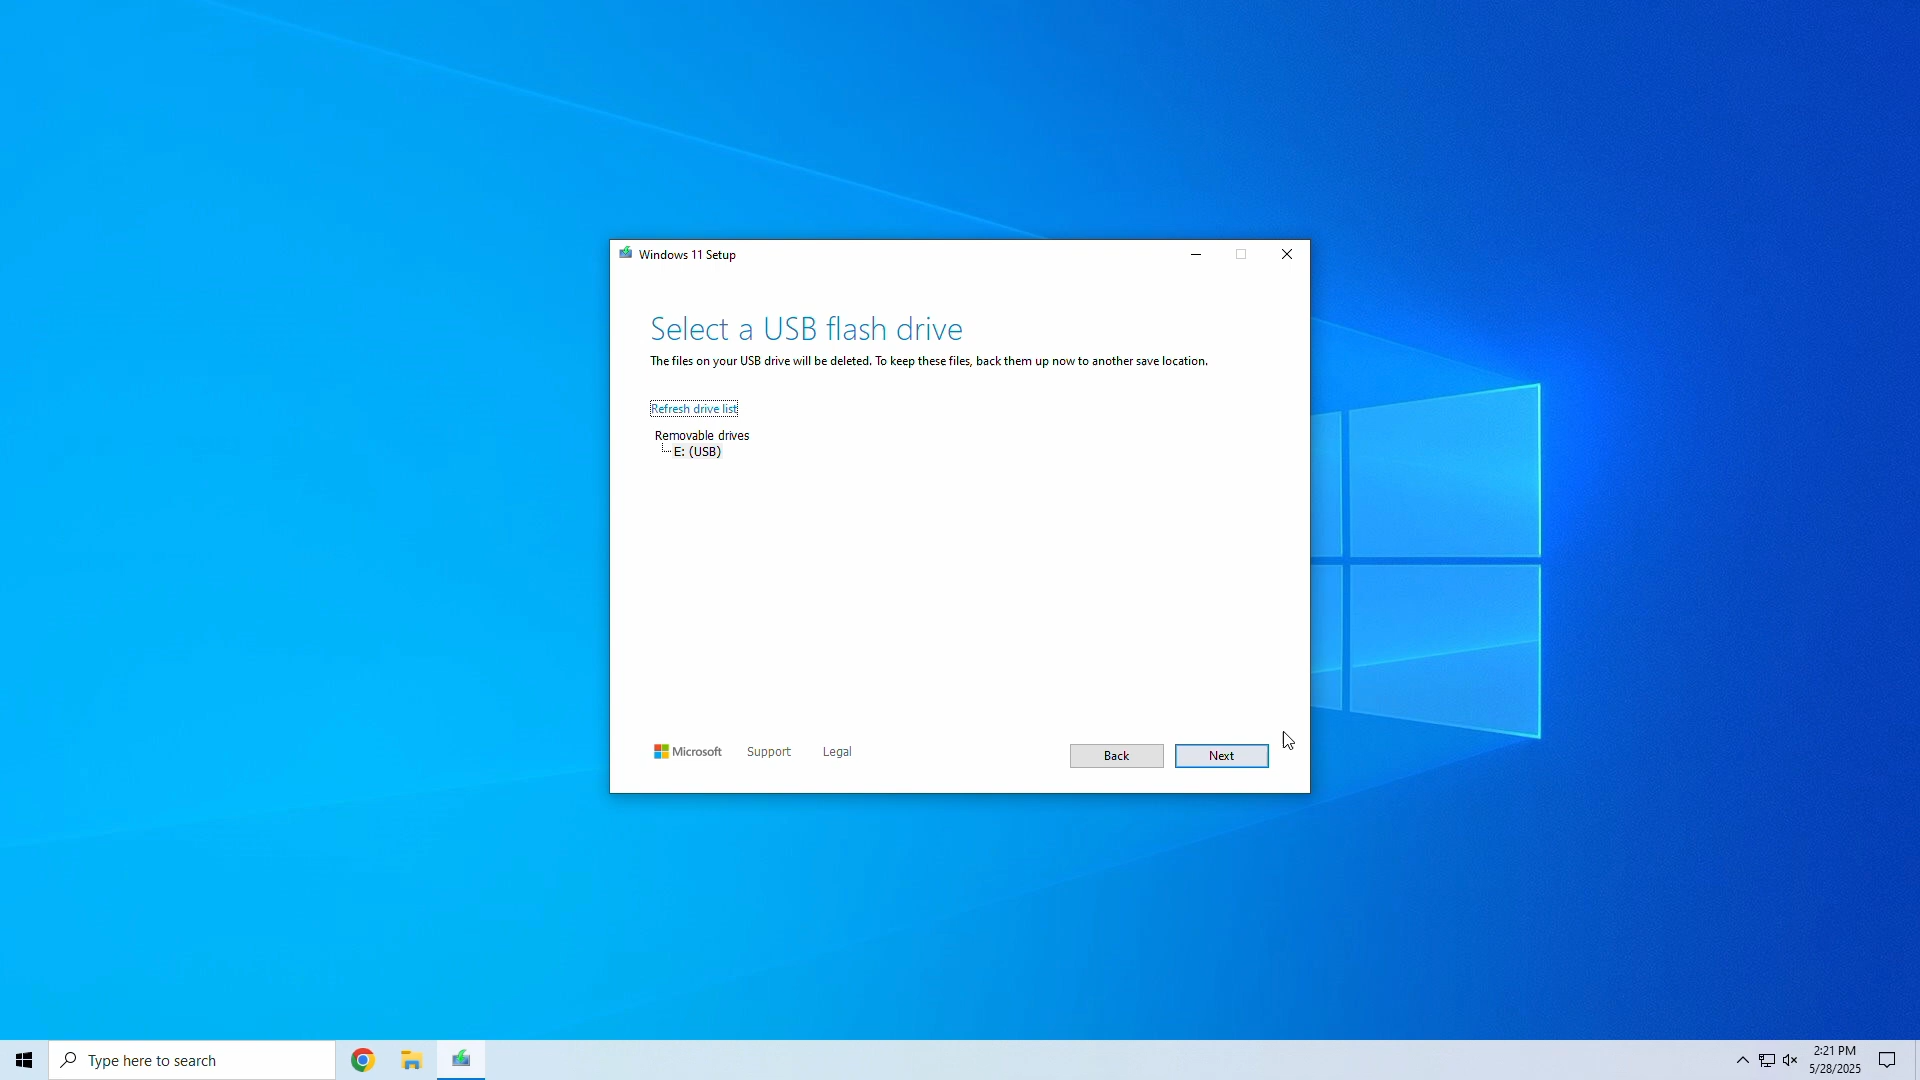 Windows 11 Setup
Select a USB flash drive
The files on your USB drive will be deleted. To keep these files, back them up now to another save location.
Refresh drive list
Removable drives
E: (USB)
Microsoft
Support
Legal
Back
Next
Type here to search
2:21 PM
5/28/2025